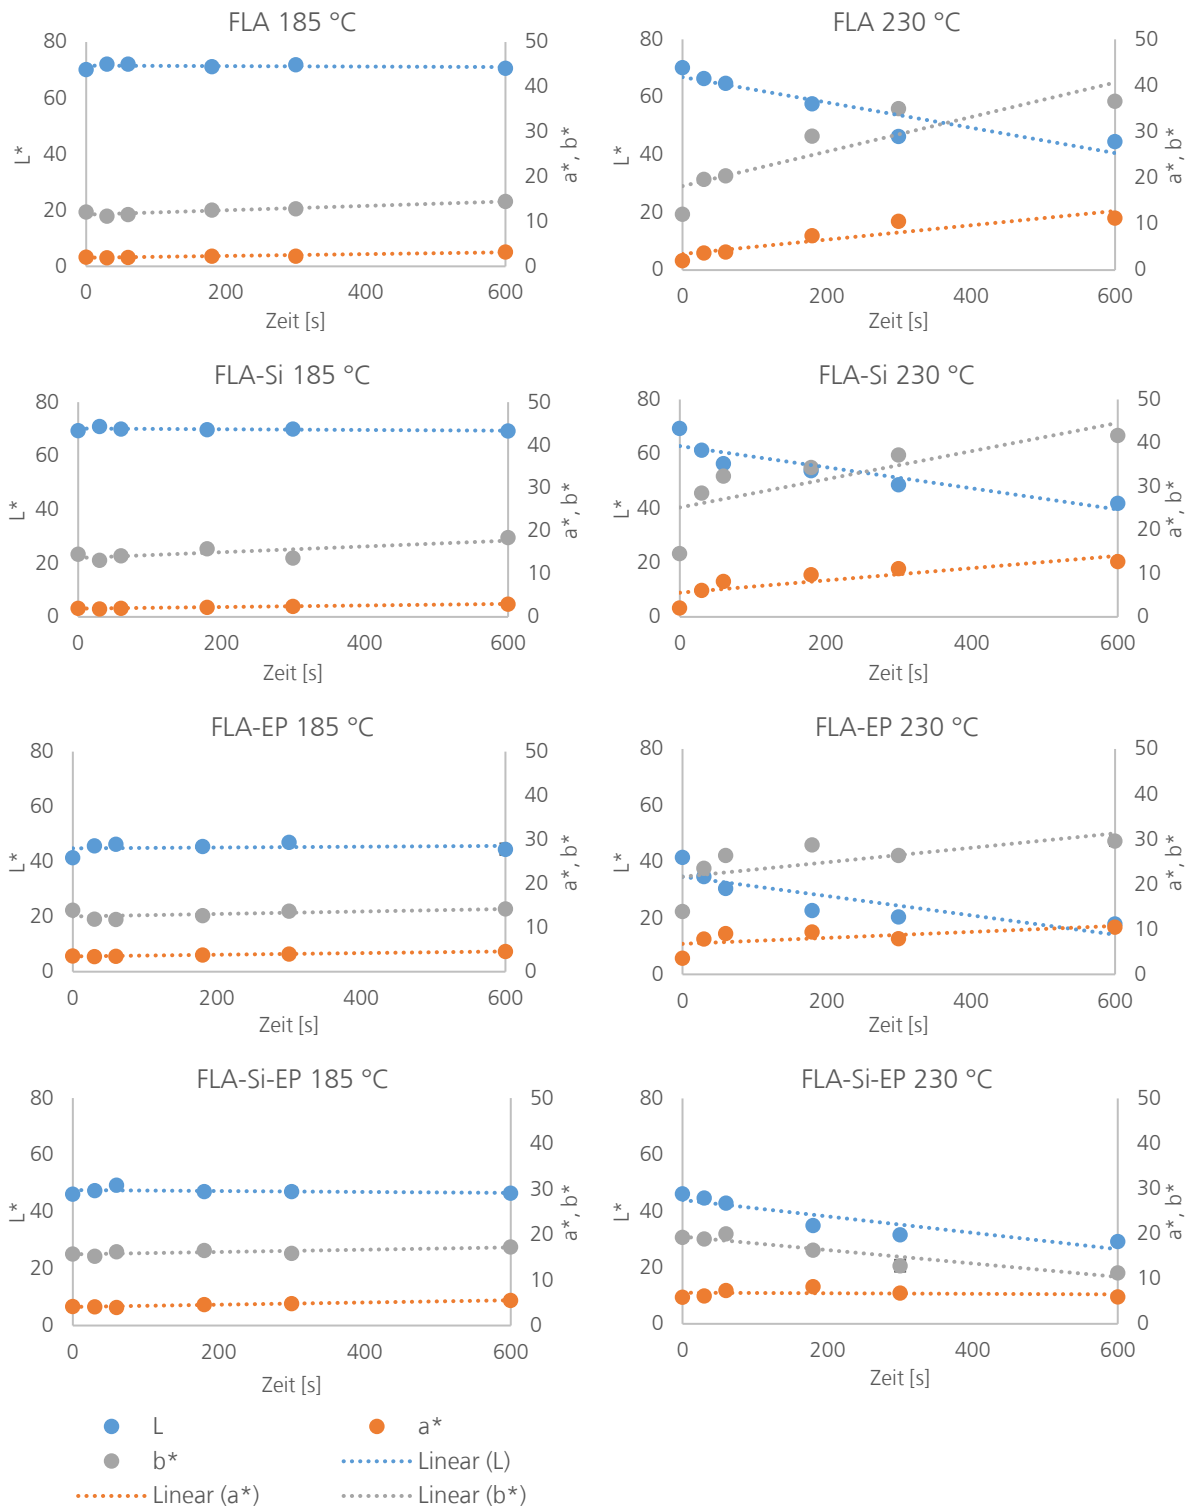 FLA 185 °C
80
60
40
20
0
L*
50
40
30
20
10
0
a*, b*
0 200 400 600
Zeit [s]
FLA 230 °C
80
60
40
20
0
L*
50
40
30
20
10
0
a*, b*
0 200 400 600
Zeit [s]
FLA-Si 185 °C
80
60
40
20
0
L*
50
40
30
20
10
0
a*, b*
0 200 400 600
Zeit [s]
FLA-Si 230 °C
80
60
40
20
0
L*
50
40
30
20
10
0
a*, b*
0 200 400 600
Zeit [s]
FLA-EP 185 °C
80
60
40
20
0
L*
50
40
30
20
10
0
a*, b*
0 200 400 600
Zeit [s]
FLA-EP 230 °C
80
60
40
20
0
L*
50
40
30
20
10
0
a*, b*
0 200 400 600
Zeit [s]
FLA-Si-EP 185 °C
80
60
40
20
0
L*
50
40
30
20
10
0
a*, b*
0 200 400 600
Zeit [s]
FLA-Si-EP 230 °C
80
60
40
20
0
L*
50
40
30
20
10
0
a*, b*
0 200 400 600
Zeit [s]
L a*
b* Linear (L)
Linear (a*) Linear (b*)